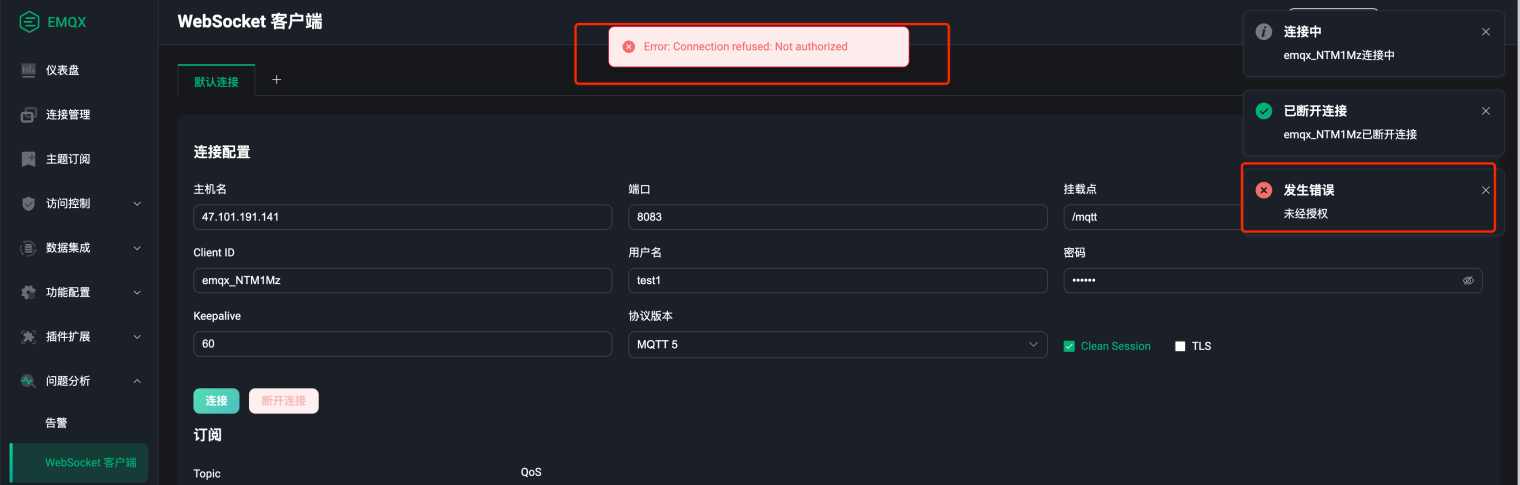 EMQX
仪表盘
连接管理
主题订阅
访问控制
数据集成
功能配置
插件扩展
问题分析
告警
WebSocket 客户端
WebSocket 客户端
Error: Connection refused: Not authorized
默认连接 +
连接配置
主机名
47.101.191.141
端口
8083
挂载点
/mqtt
Client ID
emqx_NTM1Mz
用户名
test1
密码
••••••
Keepalive
60
协议版本
MQTT 5
Clean Session
TLS
连接
断开连接
订阅
Topic
QoS
连接中
emqx_NTM1Mz连接中
已断开连接
emqx_NTM1Mz已断开连接
发生错误
未经授权